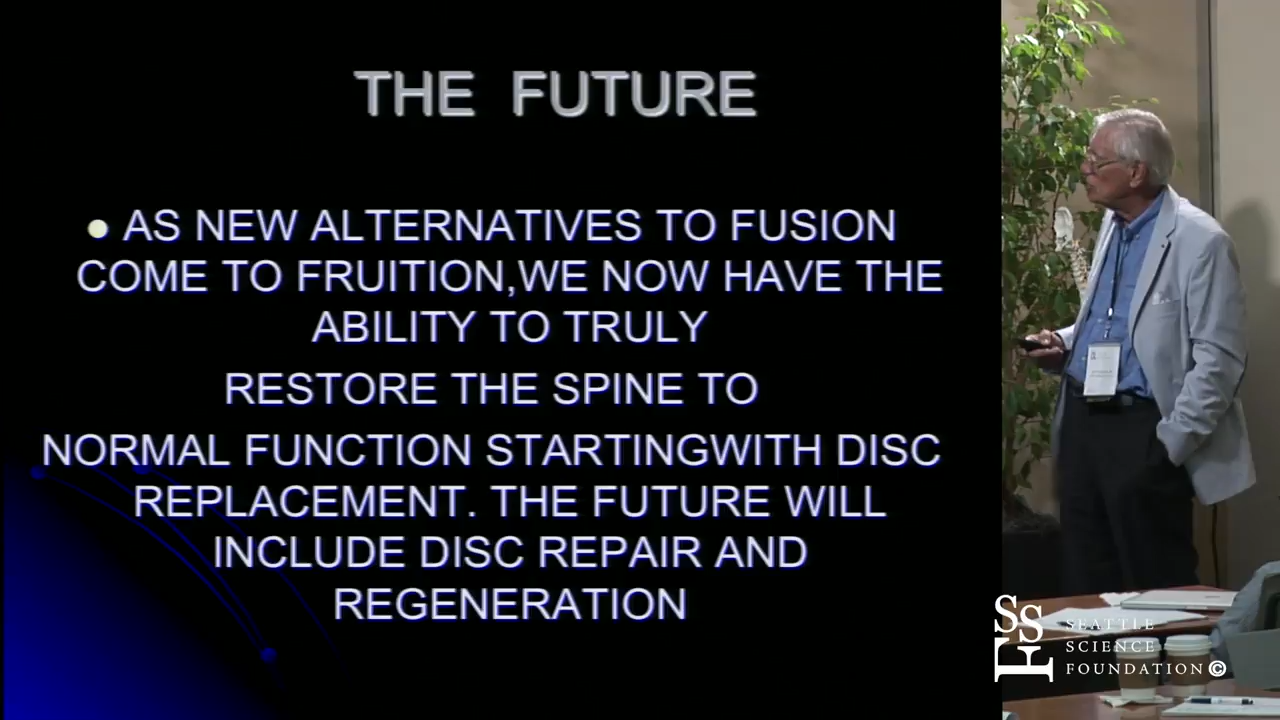 THE FUTURE
AS NEW ALTERNATIVES TO FUSION
COME TO FRUITION,WE NOW HAVE THE
ABILITY TO TRULY
RESTORE THE SPINE TO
NORMAL FUNCTION STARTINGWITH DISC
REPLACEMENT. THE FUTURE WILL
INCLUDE DISC REPAIR AND
REGENERATION
SSF
SEATTLE
SCIENCE
FOUNDATION©